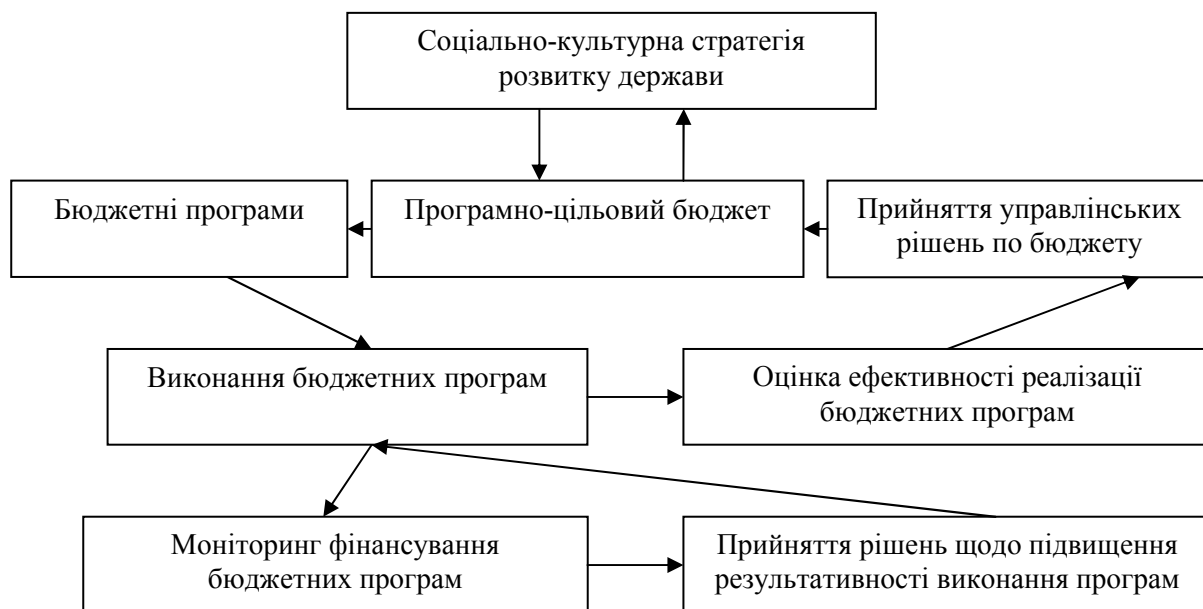 Соціально-культурна стратегія
розвитку держави
Бюджетні програми
Програмно-цільовий бюджет
Прийняття управлінських
рішень по бюджету
Виконання бюджетних програм
Оцінка ефективності реалізації
бюджетних програм
Моніторинг фінансування
бюджетних програм
Прийняття рішень щодо підвищення
результативності виконання програм